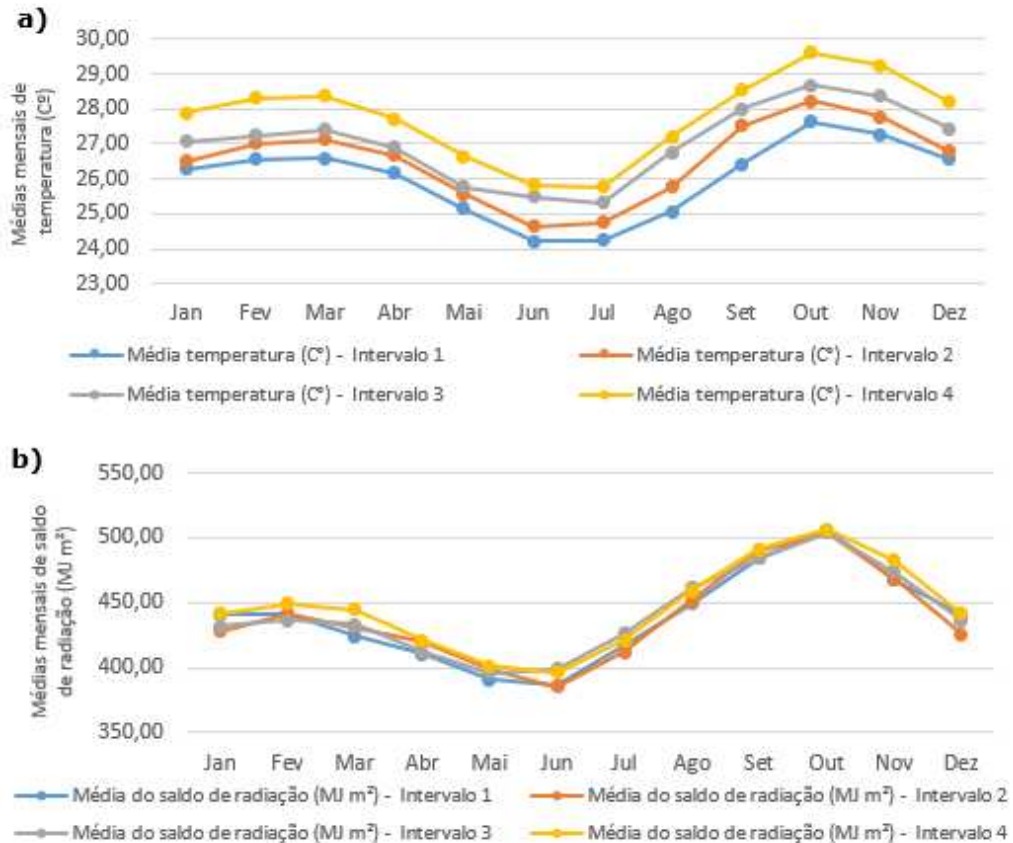 a)
Médias mensais de
temperatura (Cº)
30,00
29,00
28,00
27,00
26,00
25,00
24,00
23,00
Jan Fev Mar Abr Mai Jun Jul Ago Set Out Nov Dez
Média temperatura (C°) - Intervalo 1 Média temperatura (C°) - Intervalo 2
Média temperatura (C°) - Intervalo 3 Média temperatura (C°) - Intervalo 4
b)
Médias mensais de saldo
de radiação (MJ m²)
550,00
500,00
450,00
400,00
350,00
Jan Fev Mar Abr Mai Jun Jul Ago Set Out Nov Dez
Média do saldo de radiação (MJ m²) - Intervalo 1 Média do saldo de radiação (MJ m²) - Intervalo 2
Média do saldo de radiação (MJ m²) - Intervalo 3 Média do saldo de radiação (MJ m²) - Intervalo 4